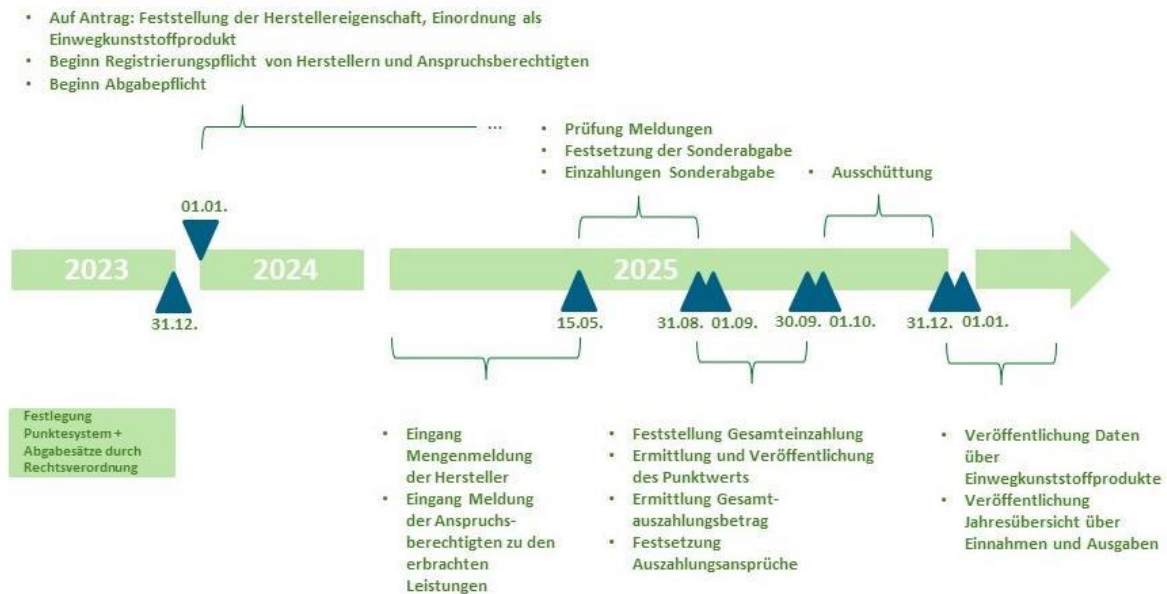 • Auf Antrag: Feststellung der Herstellereigenschaft, Einordnung als
Einwegkunststoffprodukt
• Beginn Registrierungspflicht von Herstellern und Anspruchsberechtigten
• Beginn Abgabepflicht
...
• Prüfung Meldungen
• Festsetzung der Sonderabgabe
• Einzahlungen Sonderabgabe
• Ausschüttung
01.01.
2023
2024
2025
31.12.
15.05.
31.08. 01.09.
30.09. 01.10.
31.12. 01.01.
Festlegung
Punktesystem +
Abgabesätze durch
Rechtsverordnung
• Eingang
Mengenmeldung
der Hersteller
• Eingang Meldung
der Anspruchs-
berechtigten zu den
erbrachten
Leistungen
• Feststellung Gesamteinzahlung
• Ermittlung und Veröffentlichung
des Punktwerts
• Ermittlung Gesamt-
auszahlungsbetrag
• Festsetzung
Auszahlungsansprüche
• Veröffentlichung Daten
über
Einwegkunststoffprodukte
• Veröffentlichung
Jahresübersicht über
Einnahmen und Ausgaben